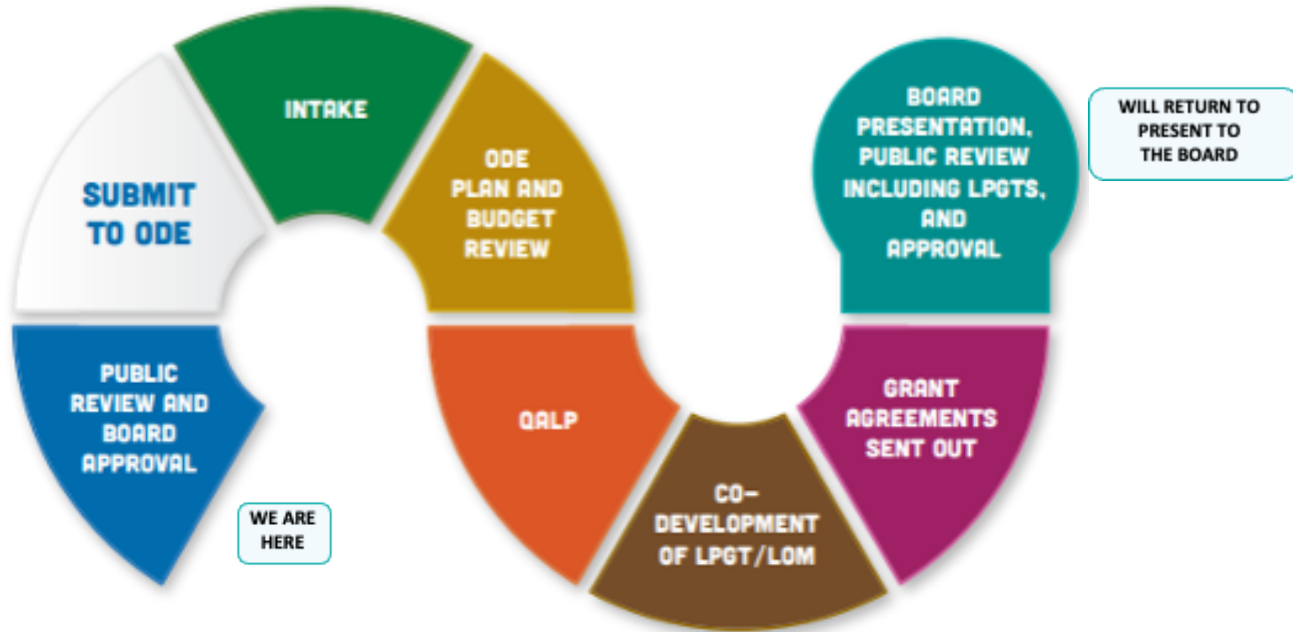 PUBLIC
REVIEW AND
BOARD
APPROVAL
WE ARE
HERE
SUBMIT
TO ODE
INTAKE
ODE
PLAN AND
BUDGET
REVIEW
QALP
CO-
DEVELOPMENT
OF LPGT/LOM
GRANT
AGREEMENTS
SENT OUT
BOARD
PRESENTATION,
PUBLIC REVIEW
INCLUDING LPGTS,
AND
APPROVAL
WILL RETURN TO
PRESENT TO
THE BOARD